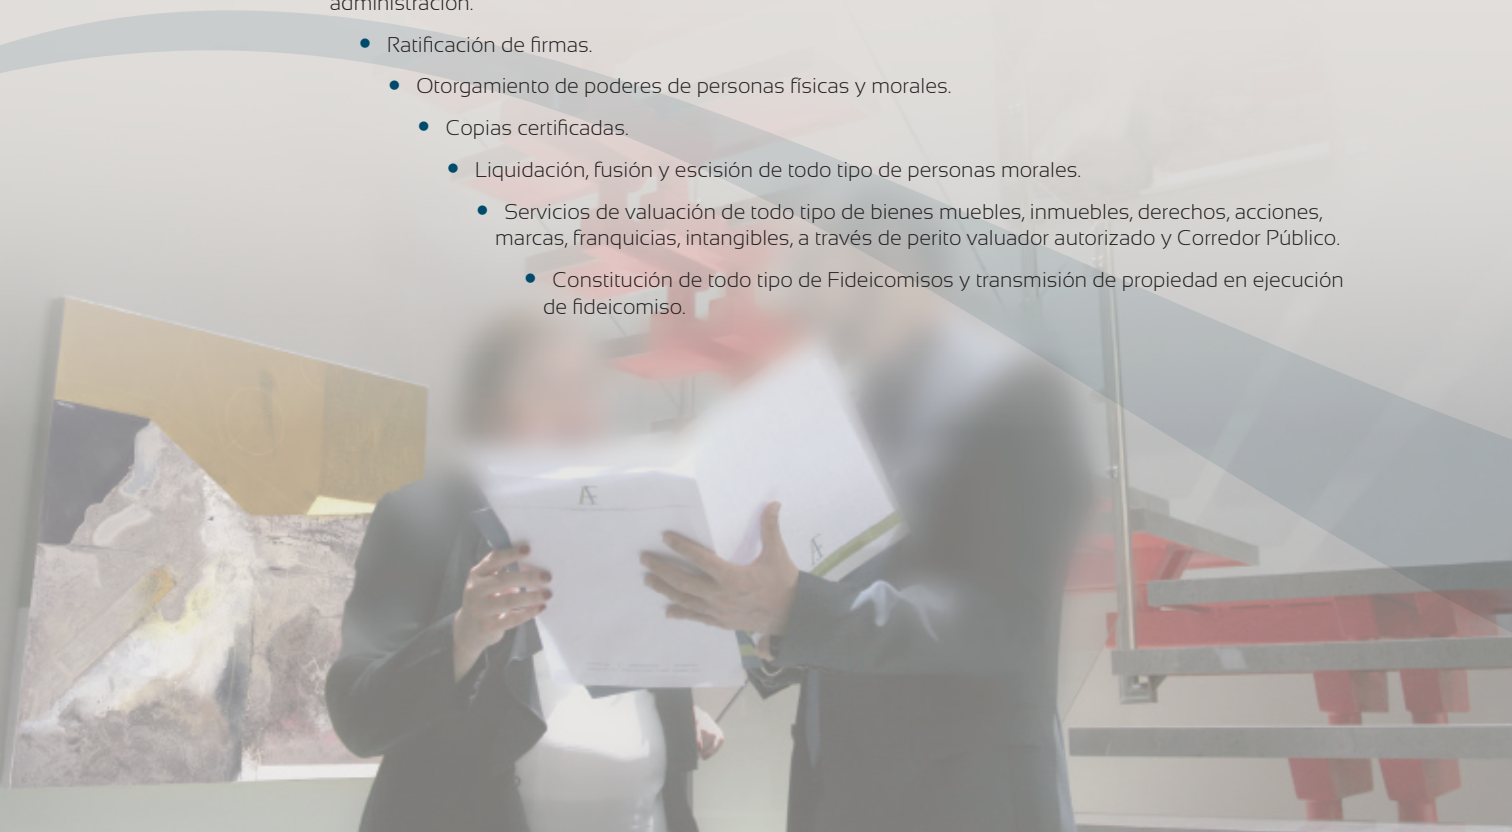 administración.
• Ratificación de firmas.
• Otorgamiento de poderes de personas físicas y morales.
• Copias certificadas.
• Liquidación, fusión y escisión de todo tipo de personas morales.
• Servicios de valuación de todo tipo de bienes muebles, inmuebles, derechos, acciones,
marcas, franquicias, intangibles, a través de perito valuador autorizado y Corredor Público.
• Constitución de todo tipo de Fideicomisos y transmisión de propiedad en ejecución
de fideicomiso.